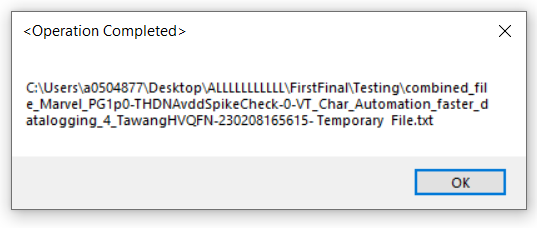 <Operation Completed>
C:\Users\a0504877\Desktop\ALLLLLLLLLLL\FirstFinal\Testing\combined_fil
e_Marvel_PG1p0-THDNAvddSpikeCheck-0-VT_Char_Automation_faster_d
atalogging_4_TawangHVQFN-230208165615- Temporary  File.txt
OK